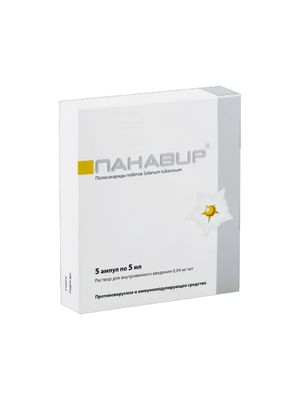 ПАНАВИР®
Полисахариды побегов Solanum tuberosum
5 ампул по 5 мл
Раствор для внутривенного введения 0,04 мг/мл
Противовирусное и иммуномодулирующее средство